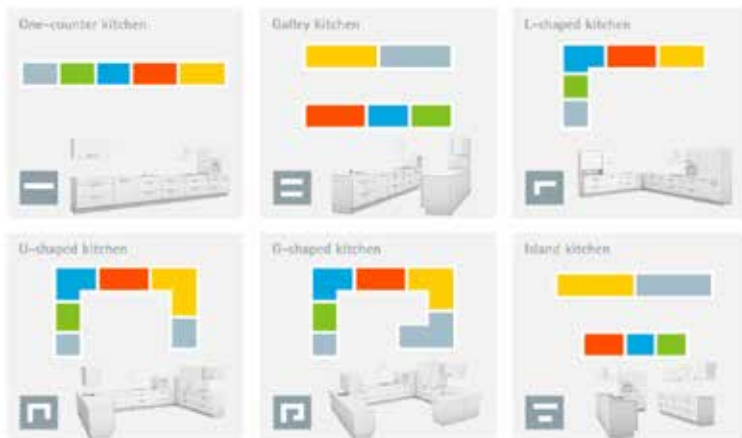 One-counter kitchen
Galley kitchen
L-shaped kitchen
U-shaped kitchen
G-shaped kitchen
Island kitchen